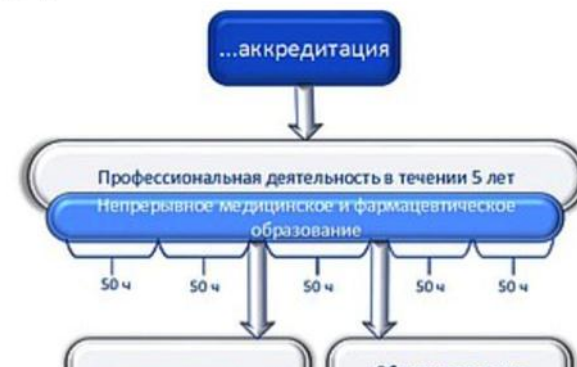 ...аккредитация
Профессиональная деятельность в течении 5 лет
Непрерывное медицинское и фармацевтическое
образование
50 ч
50 ч
50 ч
50 ч
50 ч